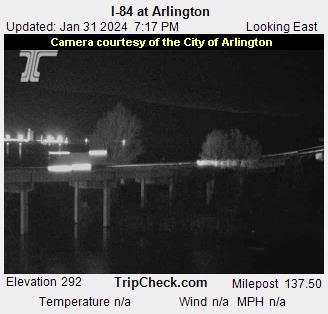 I-84 at Arlington
Updated: Jan 31 2024 7:17 PM Looking East
Camera courtesy of the City of Arlington
Elevation 292 TripCheck.com Milepost 137.50
Temperature n/a Wind n/a MPH n/a